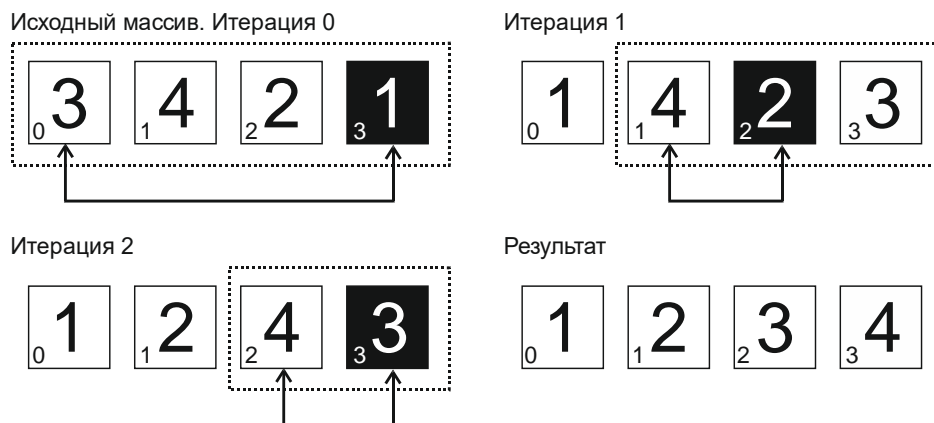 Исходный массив. Итерация 0
3 4 2 1
0 1 2 3
Итерация 1
1 4 2 3
0 1 2 3
Итерация 2
1 2 4 3
0 1 2 3
Результат
1 2 3 4
0 1 2 3